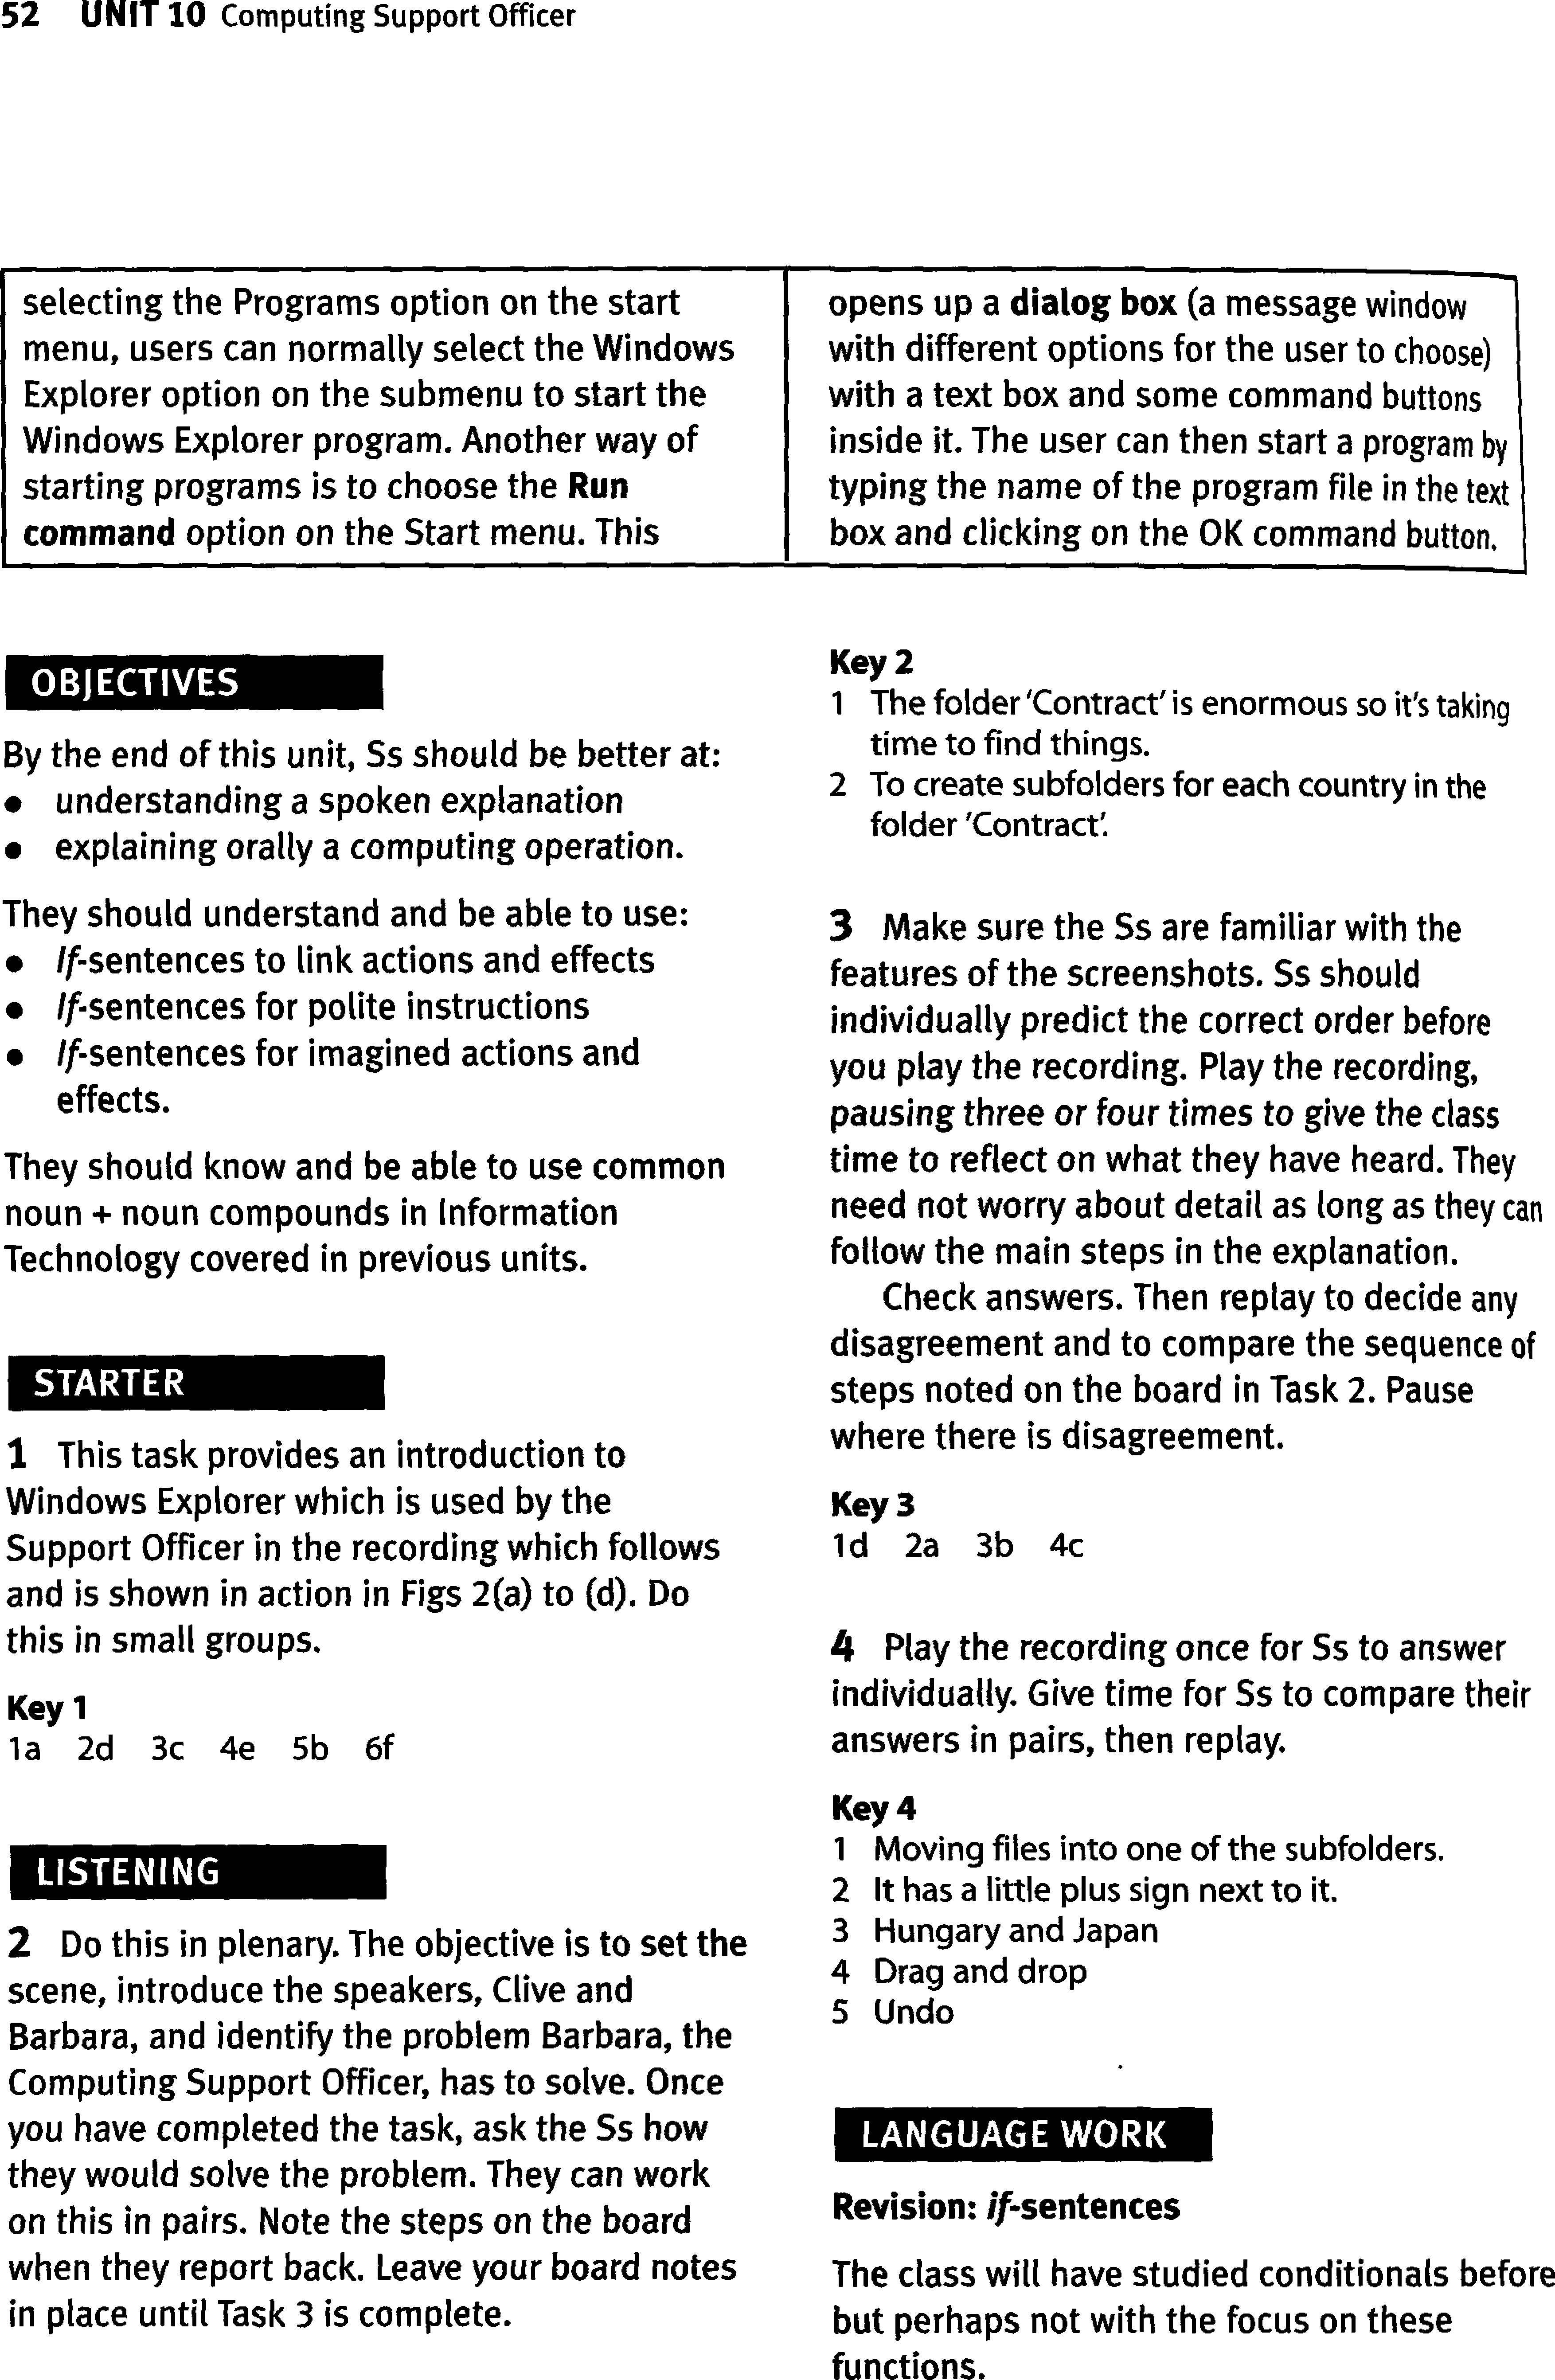 52 UNIT 10 Computing Support Officer
selecting the Programs option on the start
menu, users can normally select the Windows
Explorer option on the submenu to start the
Windows Explorer program. Another way of
starting programs is to choose the Run
command option on the Start menu. This
opens up a dialog box (a message window
with different options for the user to choose)
with a text box and some command buttons
inside it. The user can then start a program by
typing the name of the program file in the text
box and clicking on the OK command button.
OBJECTIVES
By the end of this unit, Ss should be better at:
• understanding a spoken explanation
• explaining orally a computing operation.
They should understand and be able to use:
• If-sentences to link actions and effects
• If-sentences for polite instructions
• If-sentences for imagined actions and
effects.
They should know and be able to use common
noun + noun compounds in Information
Technology covered in previous units.
STARTER
1 This task provides an introduction to
Windows Explorer which is used by the
Support Officer in the recording which follows
and is shown in action in Figs 2(a) to (d). Do
this in small groups.
Key 1
1a 2d 3c 4e 5b 6f
LISTENING
2 Do this in plenary. The objective is to set the
scene, introduce the speakers, Clive and
Barbara, and identify the problem Barbara, the
Computing Support Officer, has to solve. Once
you have completed the task, ask the Ss how
they would solve the problem. They can work
on this in pairs. Note the steps on the board
when they report back. Leave your board notes
in place until Task 3 is complete.
Key 2
1 The folder 'Contract' is enormous so it's taking
time to find things.
2 To create subfolders for each country in the
folder 'Contract'.
3 Make sure the Ss are familiar with the
features of the screenshots. Ss should
individually predict the correct order before
you play the recording. Play the recording,
pausing three or four times to give the class
time to reflect on what they have heard. They
need not worry about detail as long as they can
follow the main steps in the explanation.
Check answers. Then replay to decide any
disagreement and to compare the sequence of
steps noted on the board in Task 2. Pause
where there is disagreement.
Key 3
1d 2a 3b 4c
4 Play the recording once for Ss to answer
individually. Give time for Ss to compare their
answers in pairs, then replay.
Key 4
1 Moving files into one of the subfolders.
2 It has a little plus sign next to it.
3 Hungary and Japan
4 Drag and drop
5 Undo
LANGUAGE WORK
Revision: if-sentences
The class will have studied conditionals before
but perhaps not with the focus on these
functions.